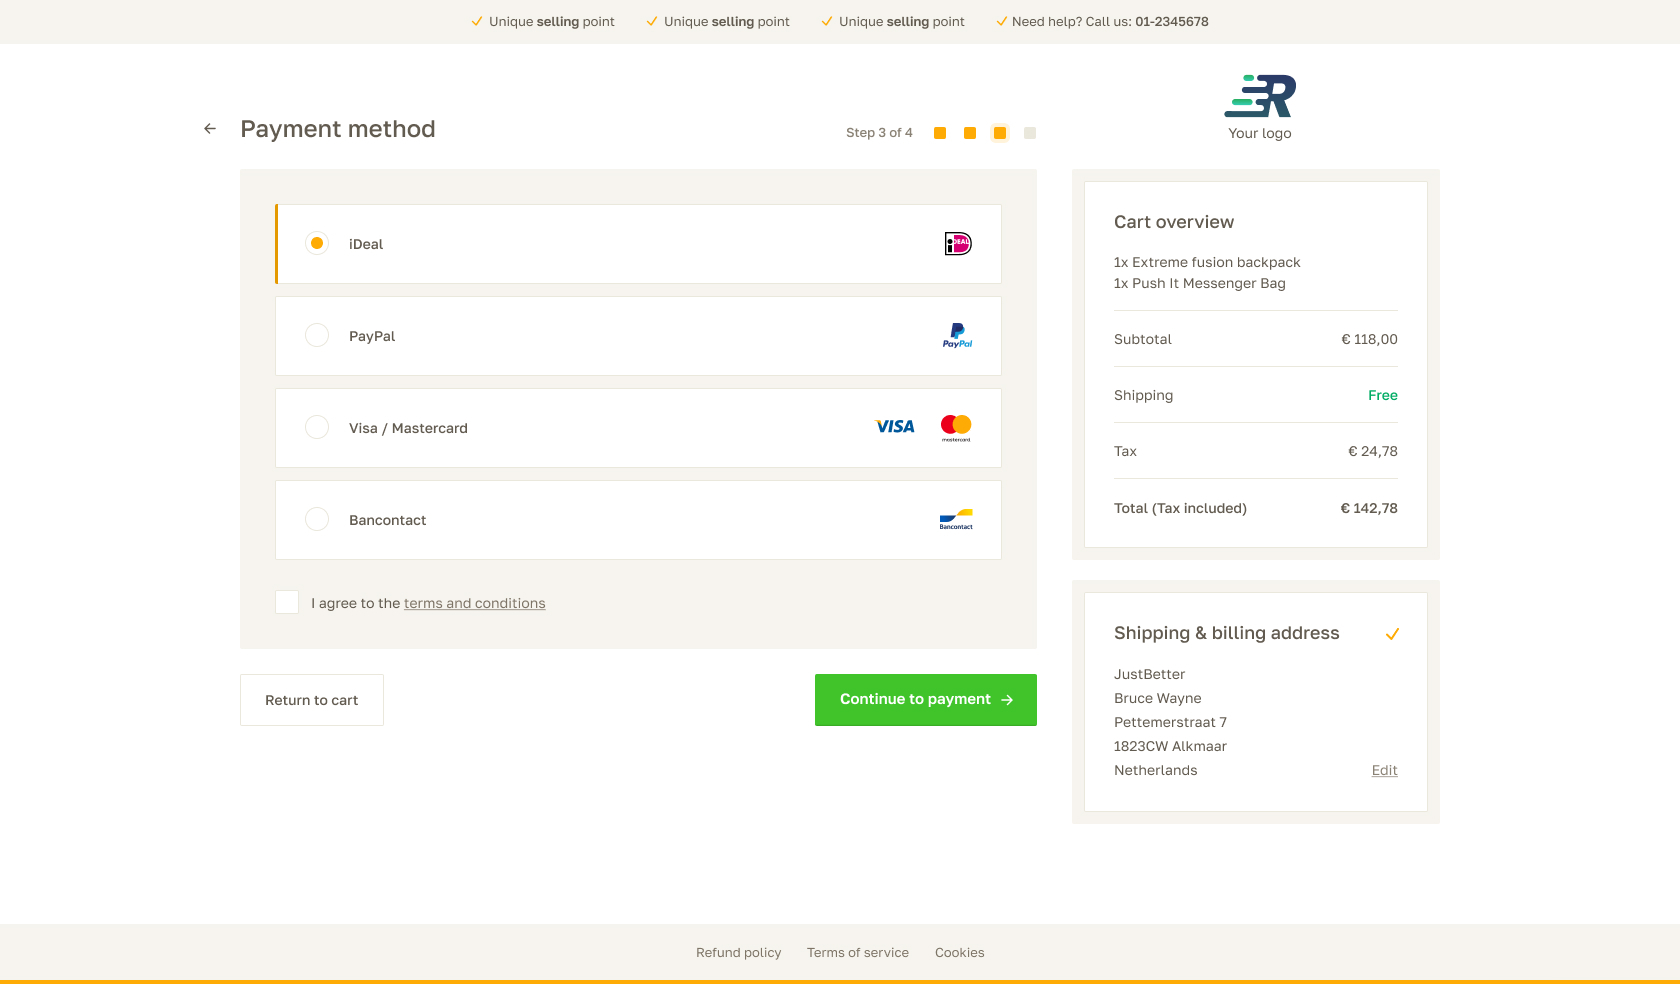 Unique selling point
Unique selling point
Unique selling point
Need help? Call us: 01-2345678
Payment method
Step 3 of 4
Your logo
iDeal
iDEAL
PayPal
PayPal
Visa / Mastercard
VISA
mastercard
Bancontact
Bancontact
I agree to the terms and conditions
Return to cart
Continue to payment
Cart overview
1x Extreme fusion backpack
1x Push It Messenger Bag
Subtotal € 118,00
Shipping Free
Tax € 24,78
Total (Tax included) € 142,78
Shipping & billing address
JustBetter
Bruce Wayne
Pettemerstraat 7
1823CW Alkmaar
Netherlands
Edit
Refund policy
Terms of service
Cookies